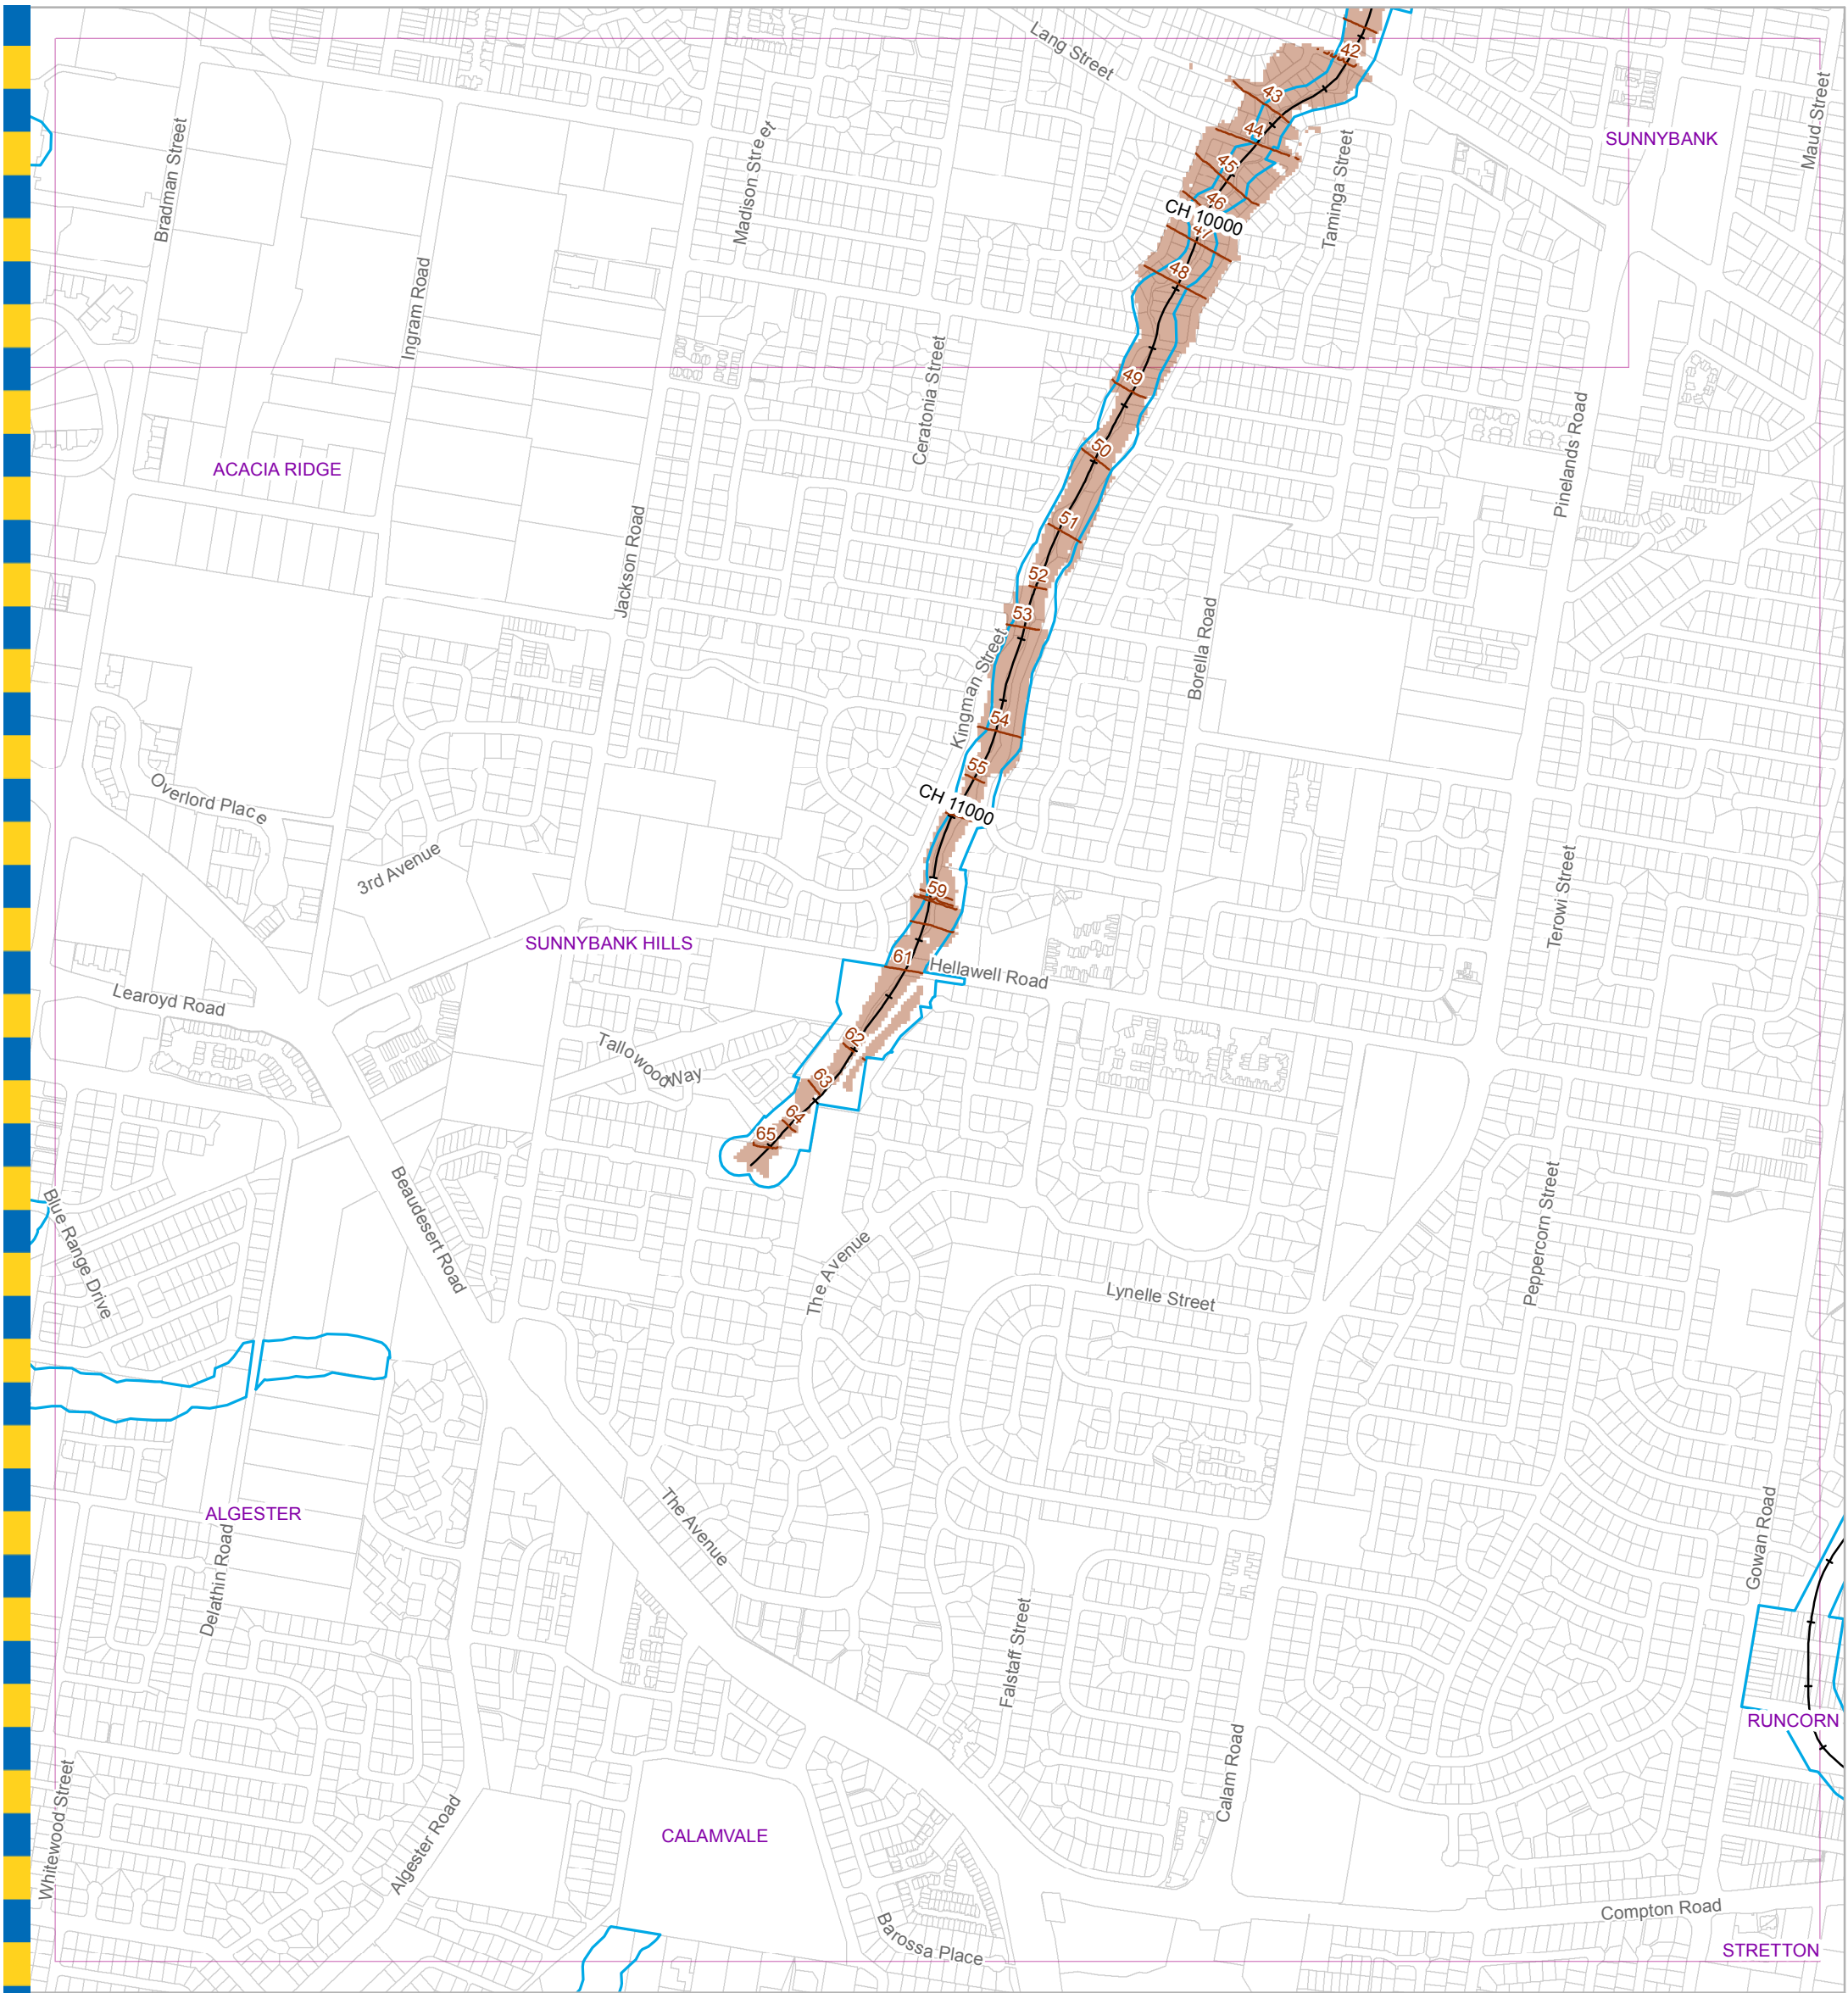 Lang Street
42
43
SUNNYBANK
Maud Street
Bradman Street
Madison Street
44
45
Taminga Street
46
CH 10000
47
48
Ingram Road
Ceratonia Street
49
50
Pinelands Road
ACACIA RIDGE
Jackson Road
51
52
53
Kingman Street
Borella Road
54
55
Overlord Place
CH 11000
3rd Avenue
59
Terowi Street
SUNNYBANK HILLS
61
Hellawell Road
Learoyd Road
62
Tallowood Way
63
64
65
Blue Range Drive
Beaudesert Road
Peppercorn Street
The Avenue
Lynelle Street
ALGESTER
The Avenue
Delathin Road
Gowan Road
Falstaff Street
RUNCORN
Calam Road
Whitewood Street
Algester Road
CALAMVALE
Compton Road
Barossa Place
STRETTON